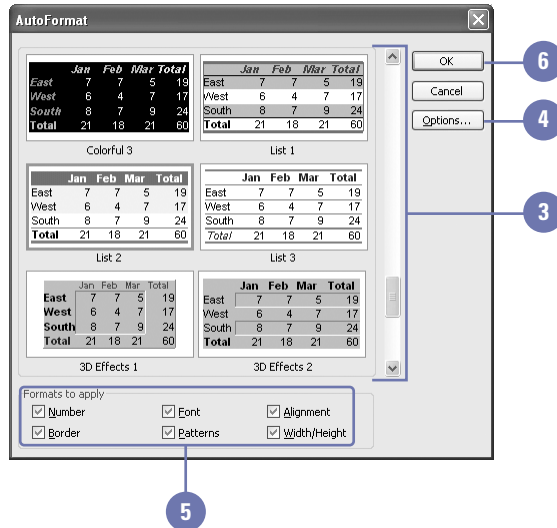 AutoFormat
Jan Feb Mar Total
East 7 7 5 19
West 6 4 7 17
South 8 7 9 24
Total 21 18 21 60
Colorful 3
Jan Feb Mar Total
East 7 7 5 19
West 6 4 7 17
South 8 7 9 24
Total 21 18 21 60
List 1
Jan Feb Mar Total
East 7 7 5 19
West 6 4 7 17
South 8 7 9 24
Total 21 18 21 60
List 2
Jan Feb Mar Total
East 7 7 5 19
West 6 4 7 17
South 8 7 9 24
Total 21 18 21 60
List 3
Jan Feb Mar Total
East 7 7 5 19
West 6 4 7 17
South 8 7 9 24
Total 21 18 21 60
3D Effects 1
Jan Feb Mar Total
East 7 7 5 19
West 6 4 7 17
South 8 7 9 24
Total 21 18 21 60
3D Effects 2
OK
6
Cancel
Options...
4
3
Formats to apply
Number Font Alignment
Border Patterns Width/Height
5